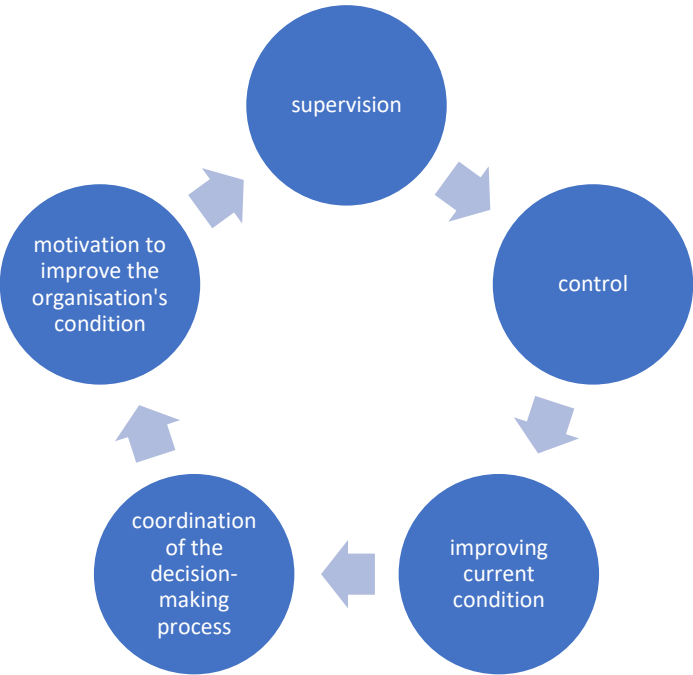 supervision
control
improving
current
condition
coordination
of the
decision-
making
process
motivation to
improve the
organisation's
condition